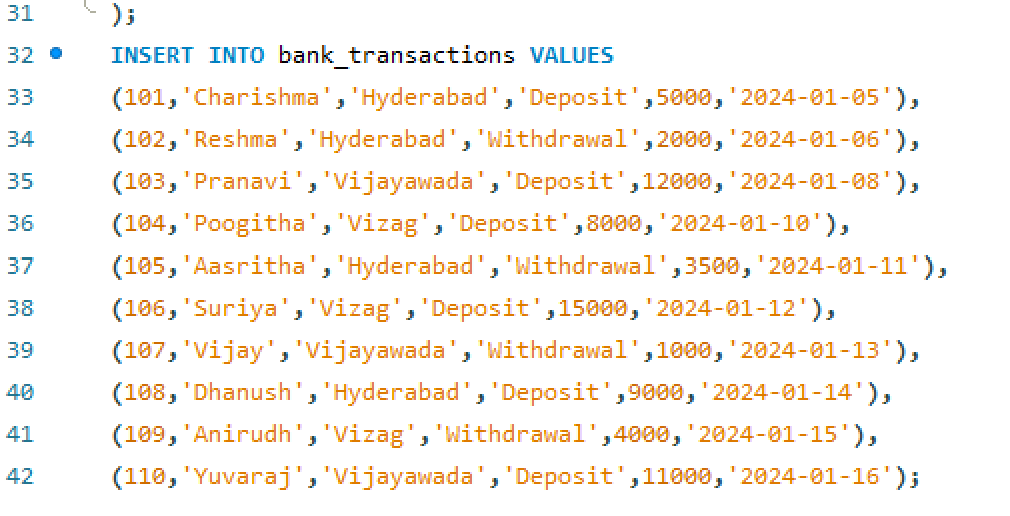 31 );
32 INSERT INTO bank_transactions VALUES
33 (101,'Charishma','Hyderabad','Deposit',5000,'2024-01-05'),
34 (102,'Reshma','Hyderabad','Withdrawal',2000,'2024-01-06'),
35 (103,'Pranavi','Vijayawada','Deposit',12000,'2024-01-08'),
36 (104,'Poogitha','Vizag','Deposit',8000,'2024-01-10'),
37 (105,'Aasritha','Hyderabad','Withdrawal',3500,'2024-01-11'),
38 (106,'Suriya','Vizag','Deposit',15000,'2024-01-12'),
39 (107,'Vijay','Vijayawada','Withdrawal',1000,'2024-01-13'),
40 (108,'Dhanush','Hyderabad','Deposit',9000,'2024-01-14'),
41 (109,'Anirudh','Vizag','Withdrawal',4000,'2024-01-15'),
42 (110,'Yuvaraj','Vijayawada','Deposit',11000,'2024-01-16');